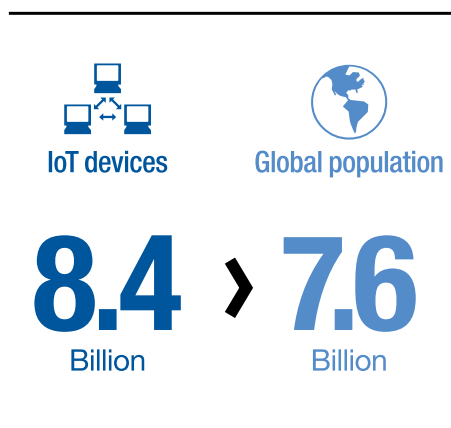 IoT devices
Global population
8.4 › 7.6
Billion
Billion